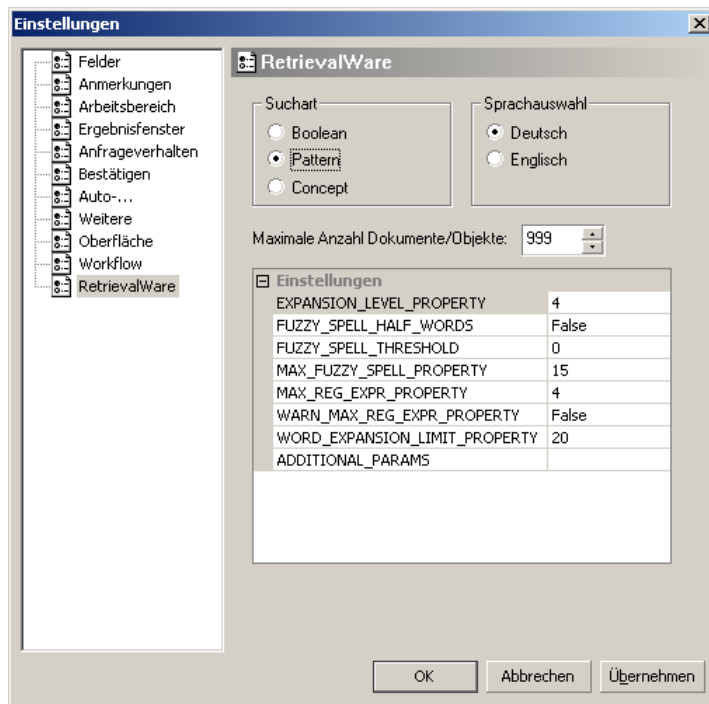 Einstellungen
Felder
Anmerkungen
Arbeitsbereich
Ergebnisfenster
Anfrageverhalten
Bestätigen
Auto-...
Weitere
Oberfläche
Workflow
RetrievalWare
RetrievalWare
Suchart
Boolean
Pattern
Concept
Sprachauswahl
Deutsch
Englisch
Maximale Anzahl Dokumente/Objekte: 999
Einstellungen
EXPANSION_LEVEL_PROPERTY 4
FUZZY_SPELL_HALF_WORDS False
FUZZY_SPELL_THRESHOLD 0
MAX_FUZZY_SPELL_PROPERTY 15
MAX_REG_EXPR_PROPERTY 4
WARN_MAX_REG_EXPR_PROPERTY False
WORD_EXPANSION_LIMIT_PROPERTY 20
ADDITIONAL_PARAMS
OK Abbrechen Übernehmen